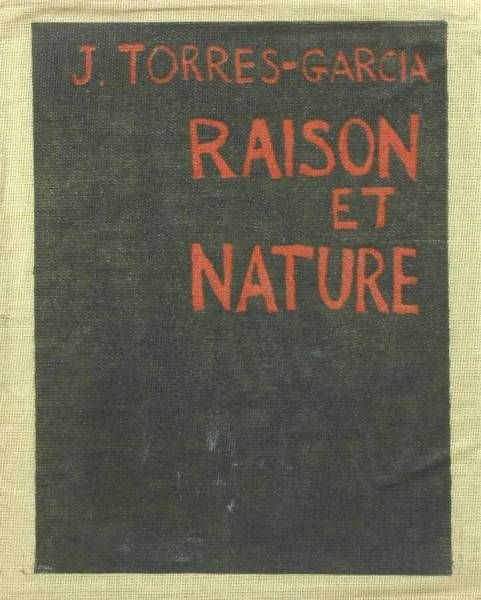 J. TORRES-GARCIA
RAISON
ET
NATURE